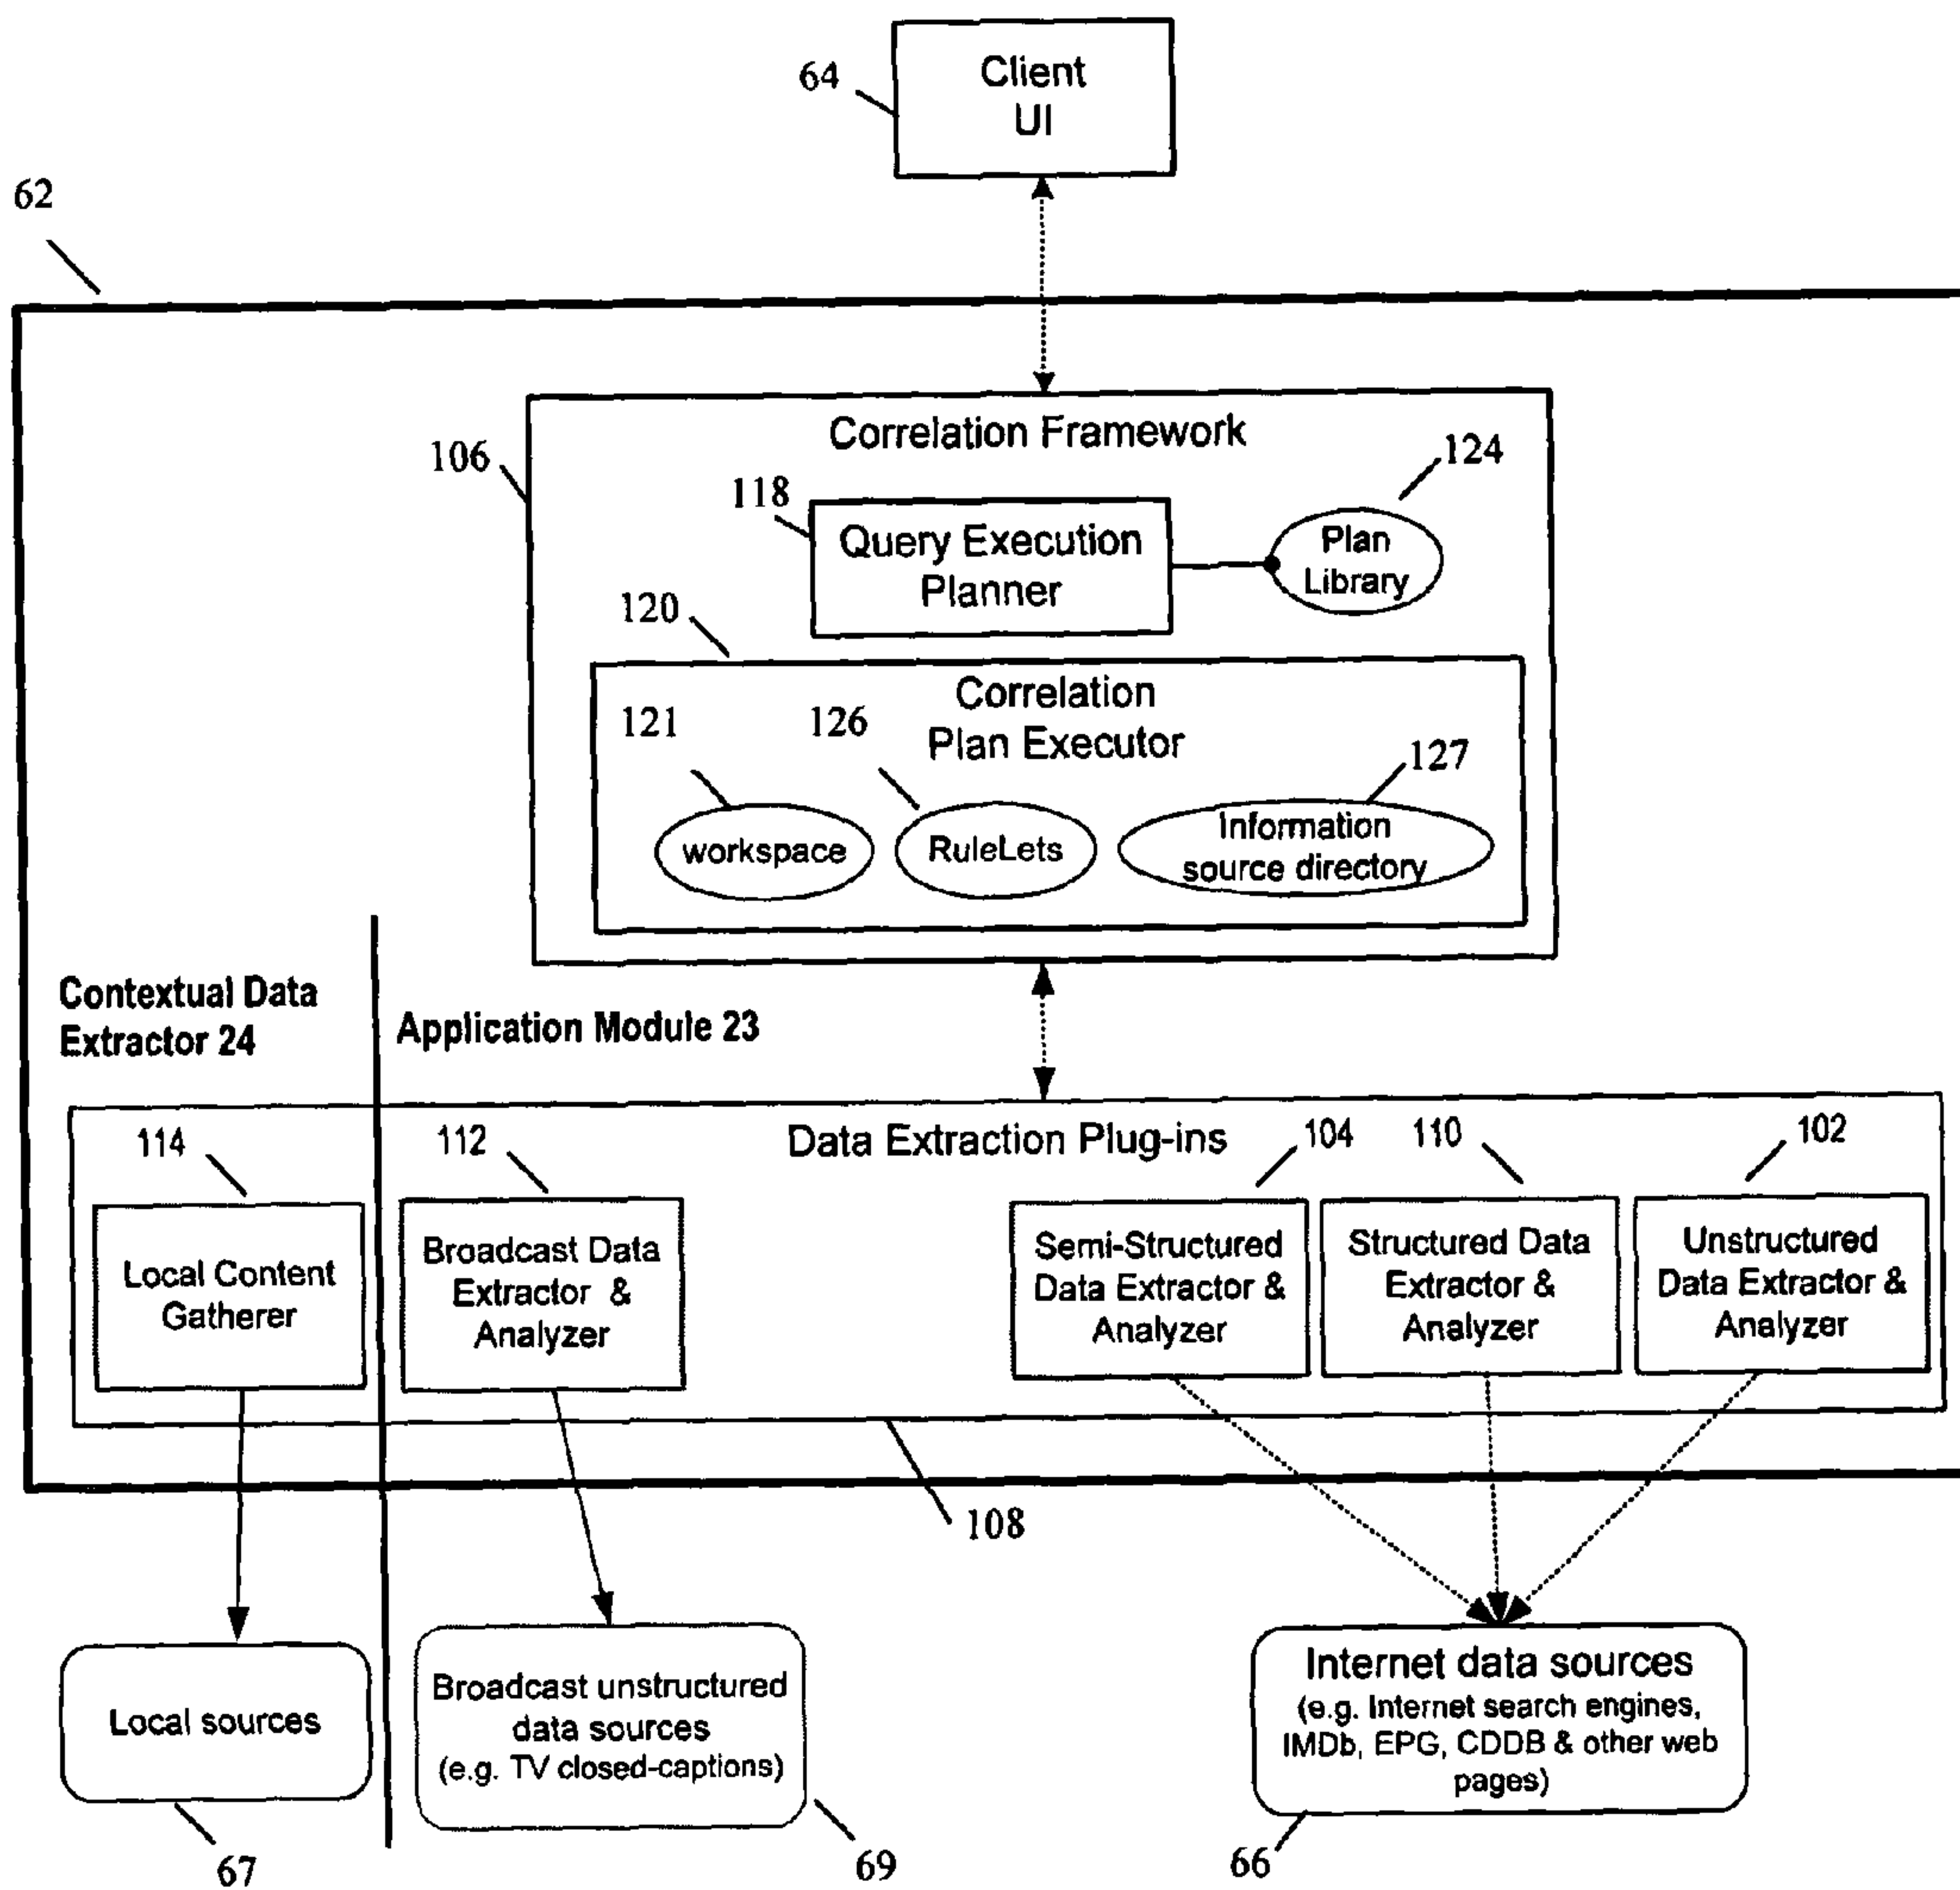 64
Client
UI
62
Correlation Framework
106
124
118
Query Execution
Planner
Plan
Library
120
Correlation
Plan Executor
121
126
127
workspace
RuleLets
Information
source directory
Contextual Data
Extractor 24
Application Module 23
Data Extraction Plug-ins
114
112
104
110
102
Local Content
Gatherer
Broadcast Data
Extractor &
Analyzer
Semi-Structured
Data Extractor &
Analyzer
Structured Data
Extractor &
Analyzer
Unstructured
Data Extractor &
Analyzer
108
Local sources
Broadcast unstructured
data sources
(e.g. TV closed-captions)
Internet data sources
(e.g. Internet search engines,
IMDb, EPG, CDDB & other web
pages)
67
69
66